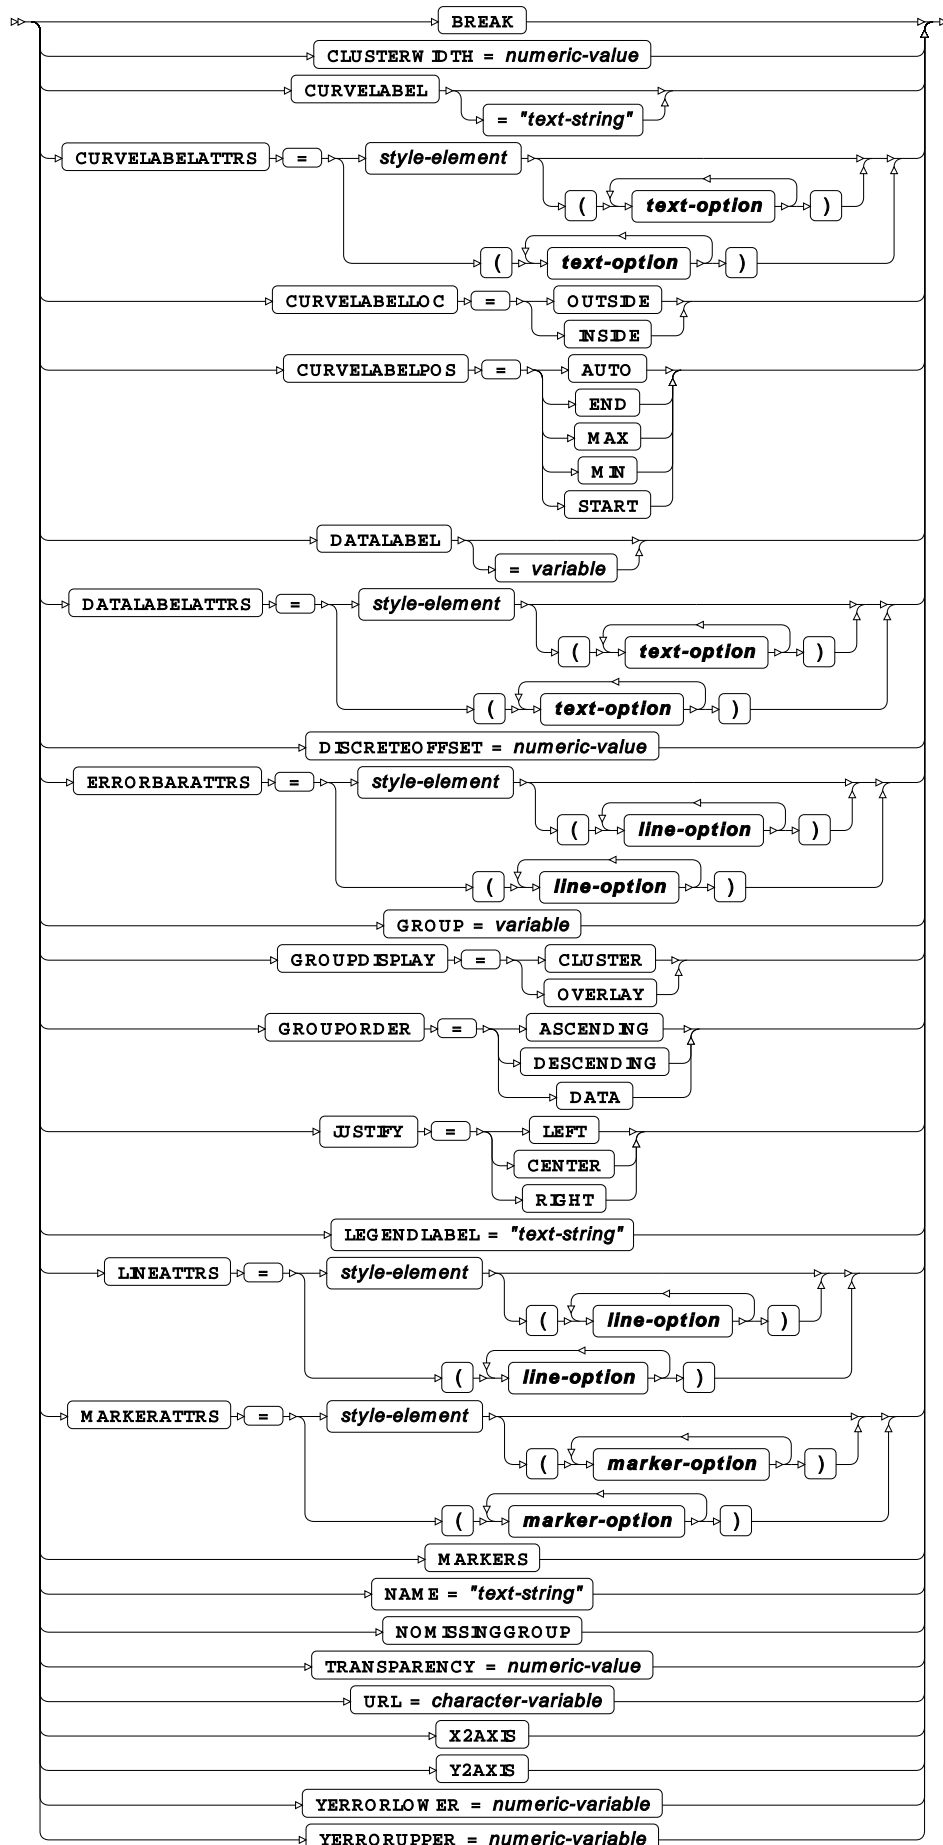 BREAK
CLUSTERWIDTH = numeric-value
CURVELABEL
= "text-string"
CURVELABELATTRS = style-element
( text-option )
( text-option )
CURVELABELLOC = OUTSIDE
INSIDE
CURVELABELPOS = AUTO
END
MAX
MIN
START
DATALABEL
= variable
DATALABELATTRS = style-element
( text-option )
( text-option )
DISCRETEOFFSET = numeric-value
ERRORBARATTRS = style-element
( line-option )
( line-option )
GROUP = variable
GROUPDISPLAY = CLUSTER
OVERLAY
GROUPORDER = ASCENDING
DESCENDING
DATA
JUSTIFY = LEFT
CENTER
RIGHT
LEGENDLABEL = "text-string"
LINEATTRS = style-element
( line-option )
( line-option )
MARKERATTRS = style-element
( marker-option )
( marker-option )
MARKERS
NAME = "text-string"
NOMISSINGGROUP
TRANSPARENCY = numeric-value
URL = character-variable
X2AXIS
Y2AXIS
YERRORLOWER = numeric-variable
YERRORUPPER = numeric-variable